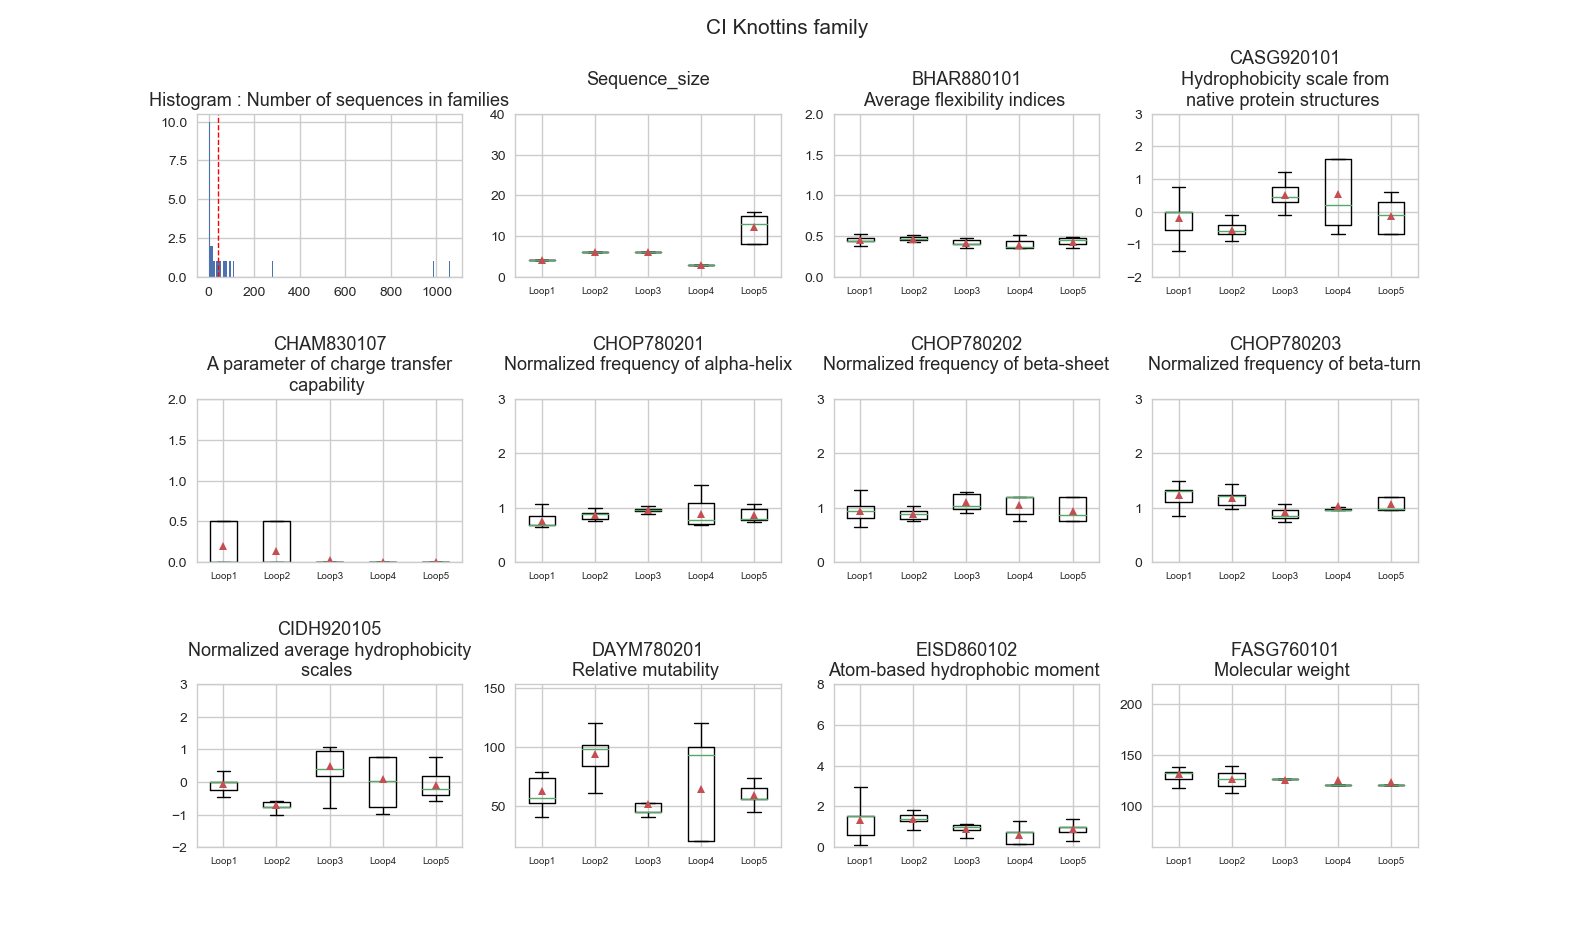 CI Knottins family
Histogram : Number of sequences in families
10.0
7.5
5.0
2.5
0.0
0 200 400 600 800 1000
Sequence_size
40
30
20
10
0
Loop1 Loop2 Loop3 Loop4 Loop5
BHAR880101
Average flexibility indices
2.0
1.5
1.0
0.5
0.0
Loop1 Loop2 Loop3 Loop4 Loop5
CASG920101
Hydrophobicity scale from
native protein structures
3
2
1
0
−1
−2
Loop1 Loop2 Loop3 Loop4 Loop5
CHAM830107
A parameter of charge transfer
capability
2.0
1.5
1.0
0.5
0.0
Loop1 Loop2 Loop3 Loop4 Loop5
CHOP780201
Normalized frequency of alpha-helix
3
2
1
0
Loop1 Loop2 Loop3 Loop4 Loop5
CHOP780202
Normalized frequency of beta-sheet
3
2
1
0
Loop1 Loop2 Loop3 Loop4 Loop5
CHOP780203
Normalized frequency of beta-turn
3
2
1
0
Loop1 Loop2 Loop3 Loop4 Loop5
CIDH920105
Normalized average hydrophobicity
scales
3
2
1
0
−1
−2
Loop1 Loop2 Loop3 Loop4 Loop5
DAYM780201
Relative mutability
150
100
50
Loop1 Loop2 Loop3 Loop4 Loop5
EISD860102
Atom-based hydrophobic moment
8
6
4
2
0
Loop1 Loop2 Loop3 Loop4 Loop5
FASG760101
Molecular weight
200
150
100
Loop1 Loop2 Loop3 Loop4 Loop5